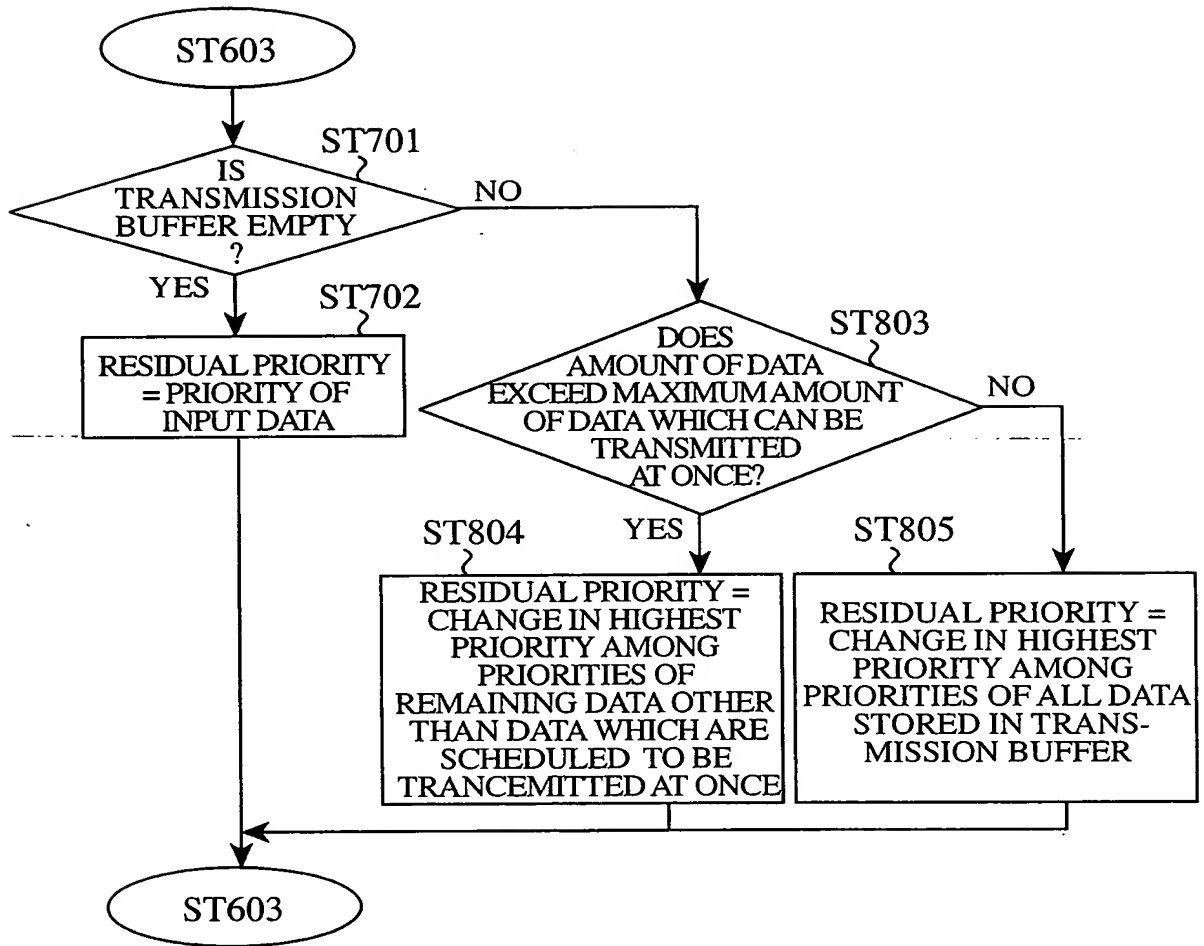 ST603
ST701
IS
TRANSMISSION
BUFFER EMPTY
?
NO
YES
ST702
RESIDUAL PRIORITY
= PRIORITY OF
INPUT DATA
ST803
DOES
AMOUNT OF DATA
EXCEED MAXIMUM AMOUNT
OF DATA WHICH CAN BE
TRANSMITTED
AT ONCE?
NO
YES
ST804
RESIDUAL PRIORITY =
CHANGE IN HIGHEST
PRIORITY AMONG
PRIORITIES OF
REMAINING DATA OTHER
THAN DATA WHICH ARE
SCHEDULED TO BE
TRANCEMITTED AT ONCE
ST805
RESIDUAL PRIORITY =
CHANGE IN HIGHEST
PRIORITY AMONG
PRIORITIES OF ALL DATA
STORED IN TRANS-
MISSION BUFFER
ST603